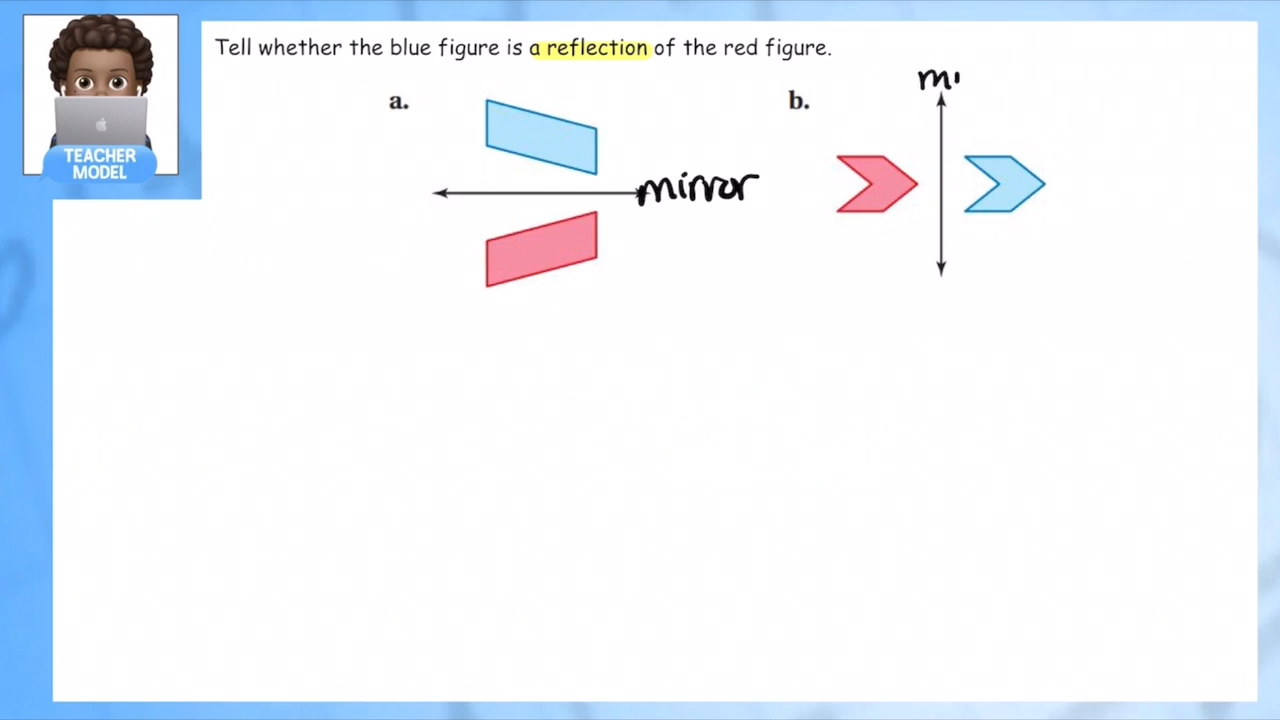 Tell whether the blue figure is a reflection of the red figure.
a.
mirror
b.
TEACHER
MODEL